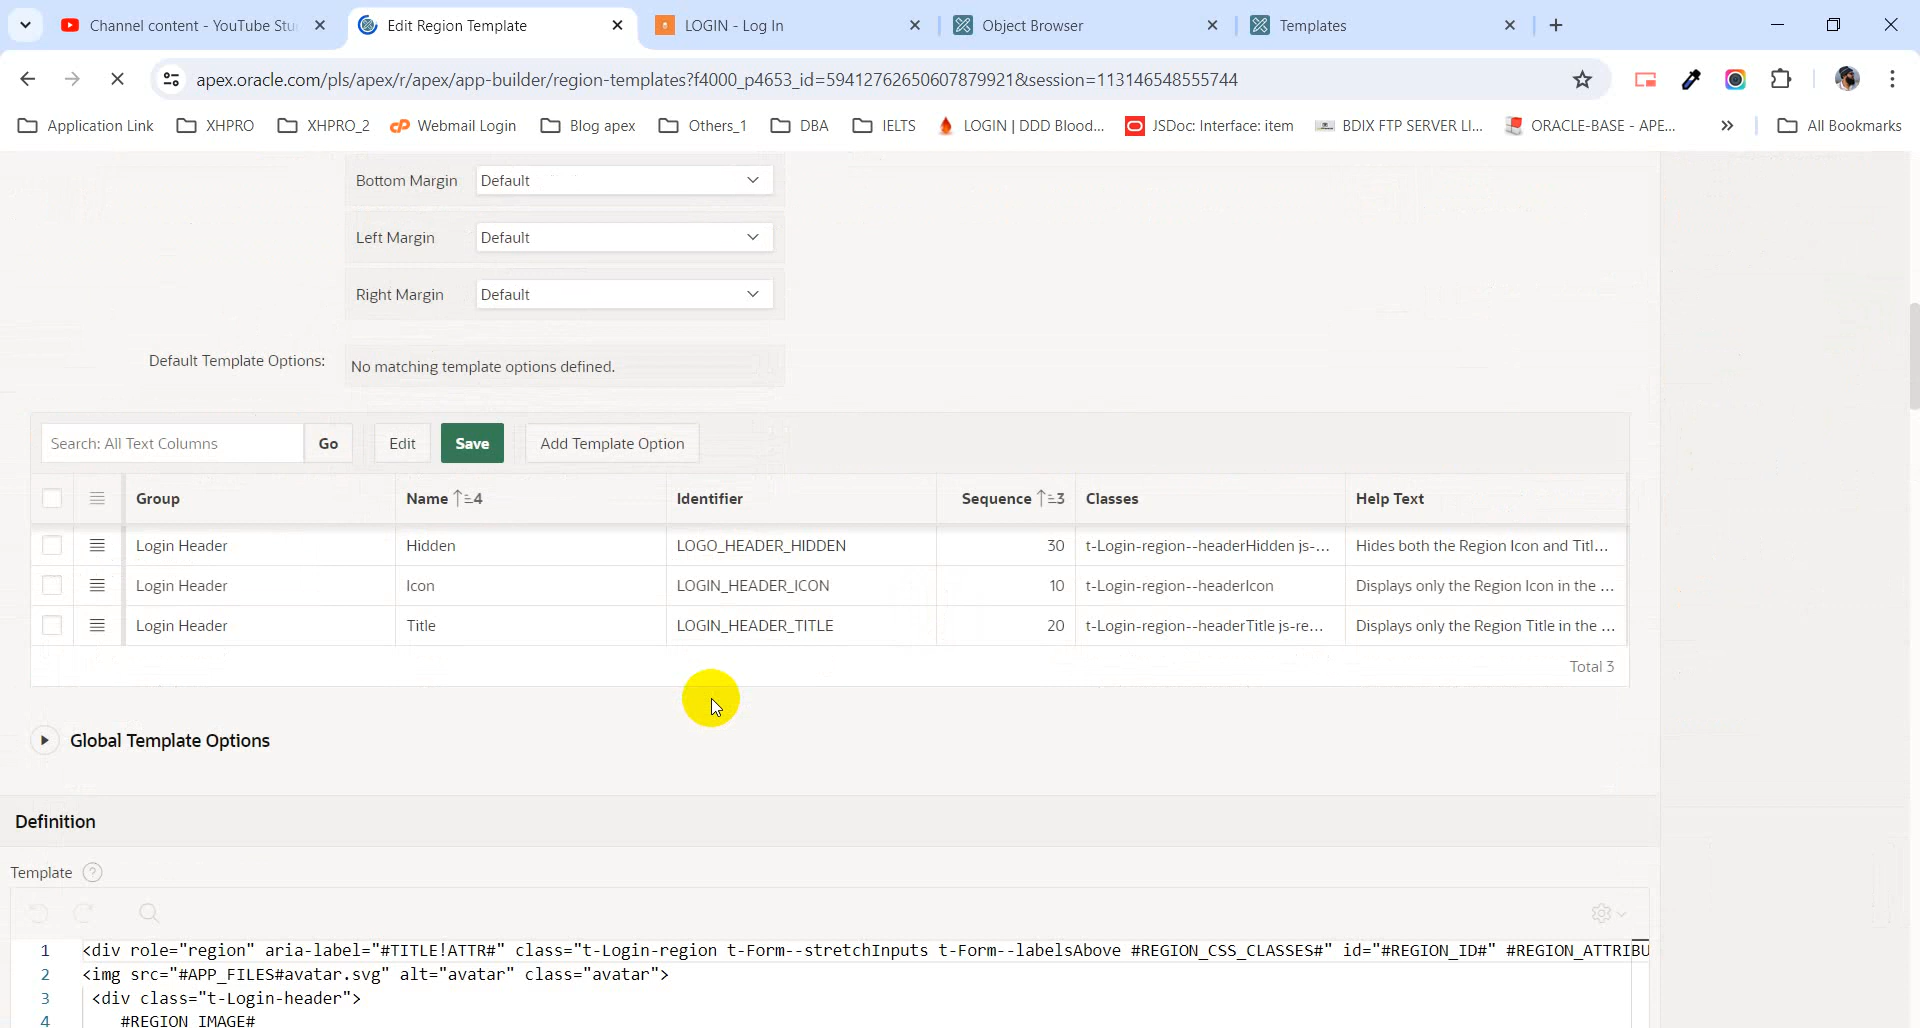 Channel content - YouTube Stu
Edit Region Template
LOGIN - Log In
Object Browser
Templates
apex.oracle.com/pls/apex/r/apex/app-builder/region-templates?f4000_p4653_id=59412762650607879921&session=113146548555744
Application Link
XHPRO
XHPRO_2
cP Webmail Login
Blog apex
Others_1
DBA
IELTS
LOGIN | DDD Blood...
JSDoc: Interface: item
BDIX FTP SERVER LI...
ORACLE-BASE - APE...
All Bookmarks
Bottom Margin Default
Left Margin Default
Right Margin Default
Default Template Options: No matching template options defined.
Search: All Text Columns Go Edit Save Add Template Option
Group Name 4 Identifier Sequence 3 Classes Help Text
Login Header Hidden LOGO_HEADER_HIDDEN 30 t-Login-region--headerHidden js-... Hides both the Region Icon and Titl...
Login Header Icon LOGIN_HEADER_ICON 10 t-Login-region--headerIcon Displays only the Region Icon in the ...
Login Header Title LOGIN_HEADER_TITLE 20 t-Login-region--headerTitle js-re... Displays only the Region Title in the ...
Total 3
Global Template Options
Definition
Template ?
1 <div role="region" aria-label="#TITLE!ATTR#" class="t-Login-region t-Form--stretchInputs t-Form--labelsAbove #REGION_CSS_CLASSES#" id="#REGION_ID#" #REGION_ATTRIBU
2 <img src="#APP_FILES#avatar.svg" alt="avatar" class="avatar">
3 <div class="t-Login-header">
4 #REGION_IMAGE#